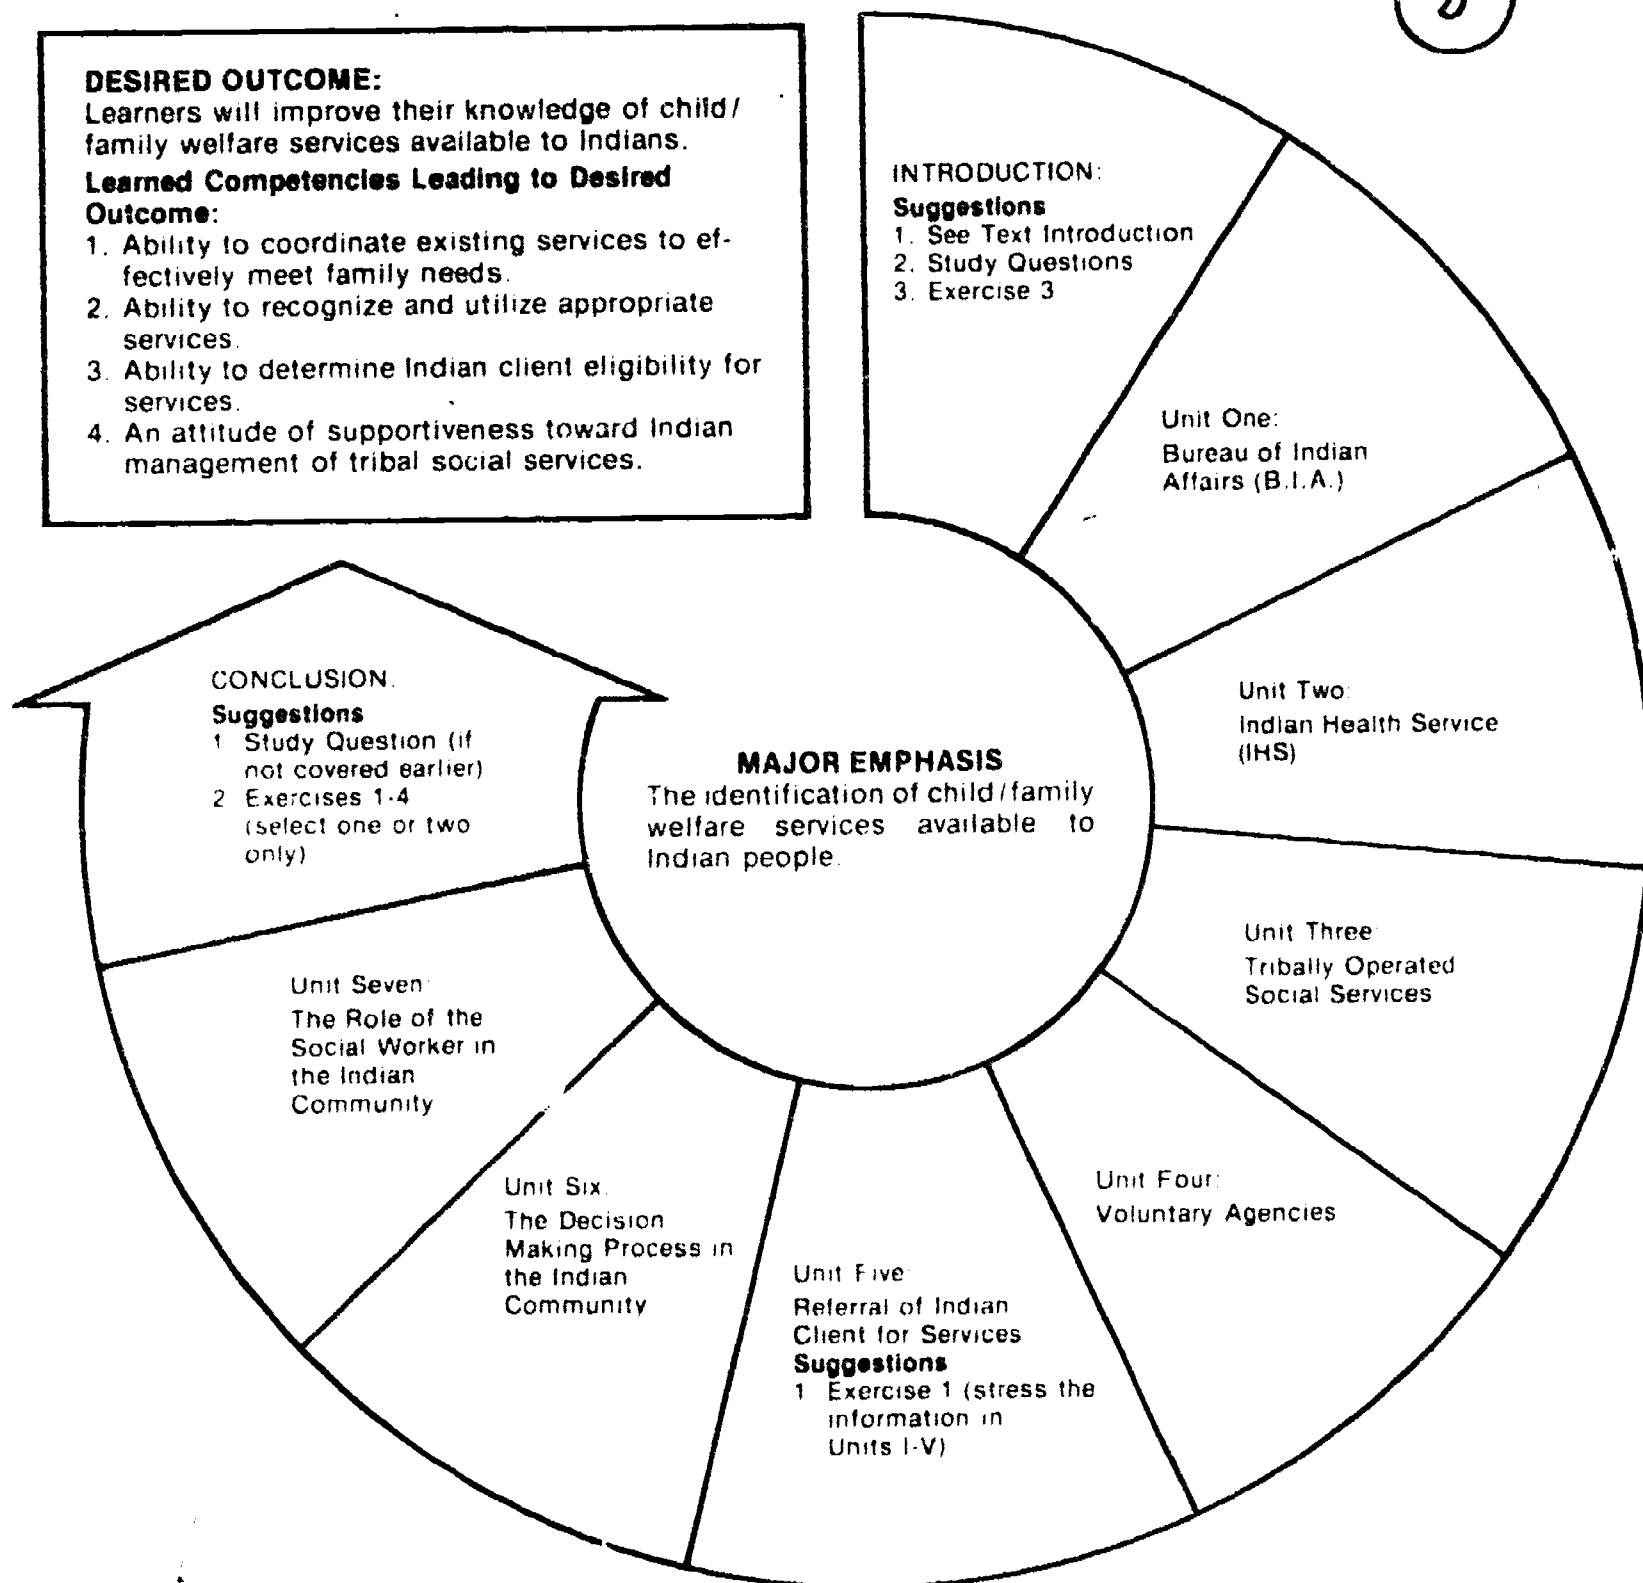 DESIRED OUTCOME:
Learners will improve their knowledge of child/
family welfare services available to Indians.
Learned Competencies Leading to Desired
Outcome:
1. Ability to coordinate existing services to ef-
fectively meet family needs.
2. Ability to recognize and utilize appropriate
services.
3. Ability to determine Indian client eligibility for
services.
4. An attitude of supportiveness toward Indian
management of tribal social services.
INTRODUCTION:
Suggestions
1. See Text Introduction
2. Study Questions
3. Exercise 3
Unit One:
Bureau of Indian
Affairs (B.I.A.)
Unit Two:
Indian Health Service
(IHS)
Unit Three:
Tribally Operated
Social Services
Unit Four:
Voluntary Agencies
Unit Five:
Referral of Indian
Client for Services
Suggestions
1 Exercise 1 (stress the
information in
Units I-V)
Unit Six.
The Decision
Making Process in
the Indian
Community
Unit Seven:
The Role of the
Social Worker in
the Indian
Community
CONCLUSION.
Suggestions
1 Study Question (if
not covered earlier)
2 Exercises 1-4
(select one or two
only)
MAJOR EMPHASIS
The identification of child/family
welfare services available to
Indian people.